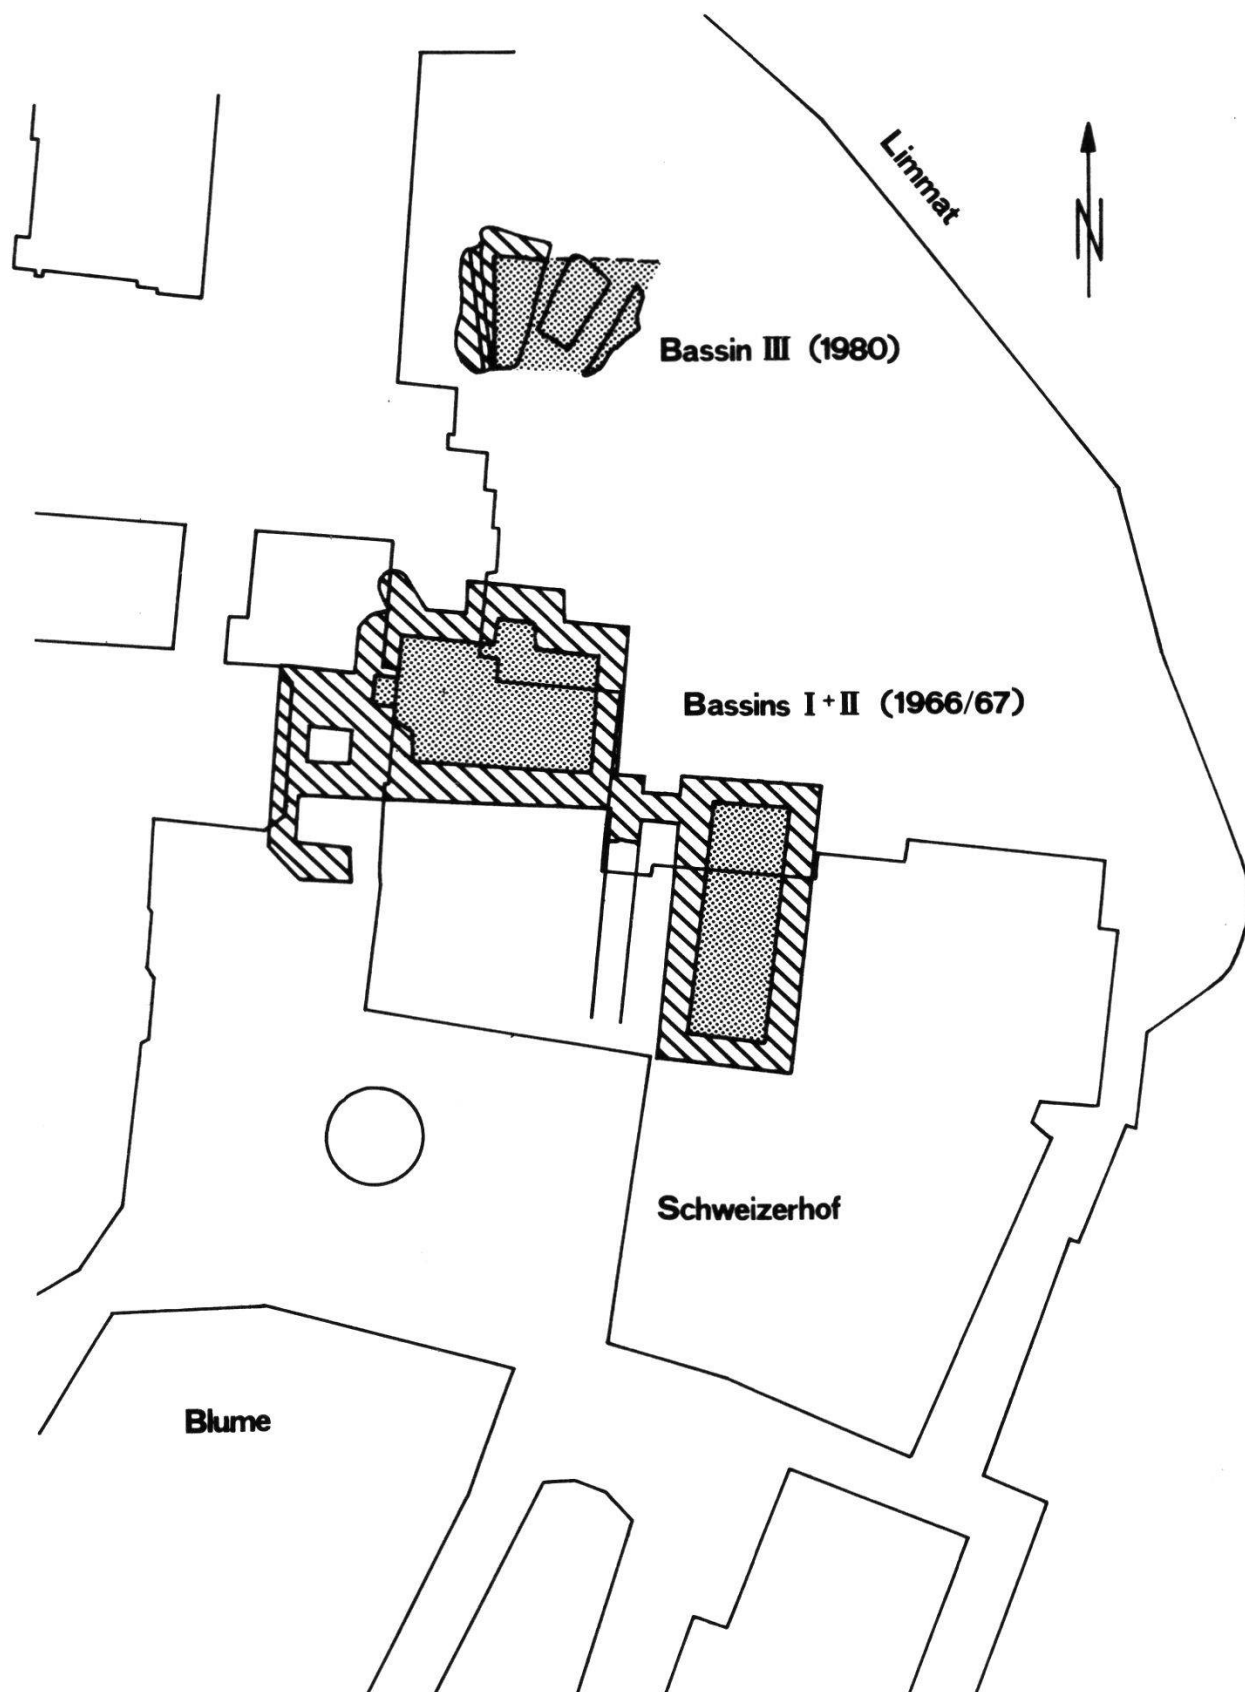 Limmat
N
Bassin III (1980)
Bassins I+II (1966/67)
Schweizerhof
Blume